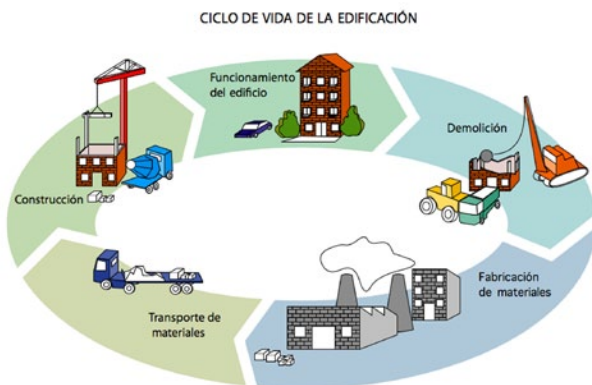 CICLO DE VIDA DE LA EDIFICACIÓN
Funcionamiento
del edificio
Demolición
Construcción
Fabricación
de materiales
Transporte de
materiales